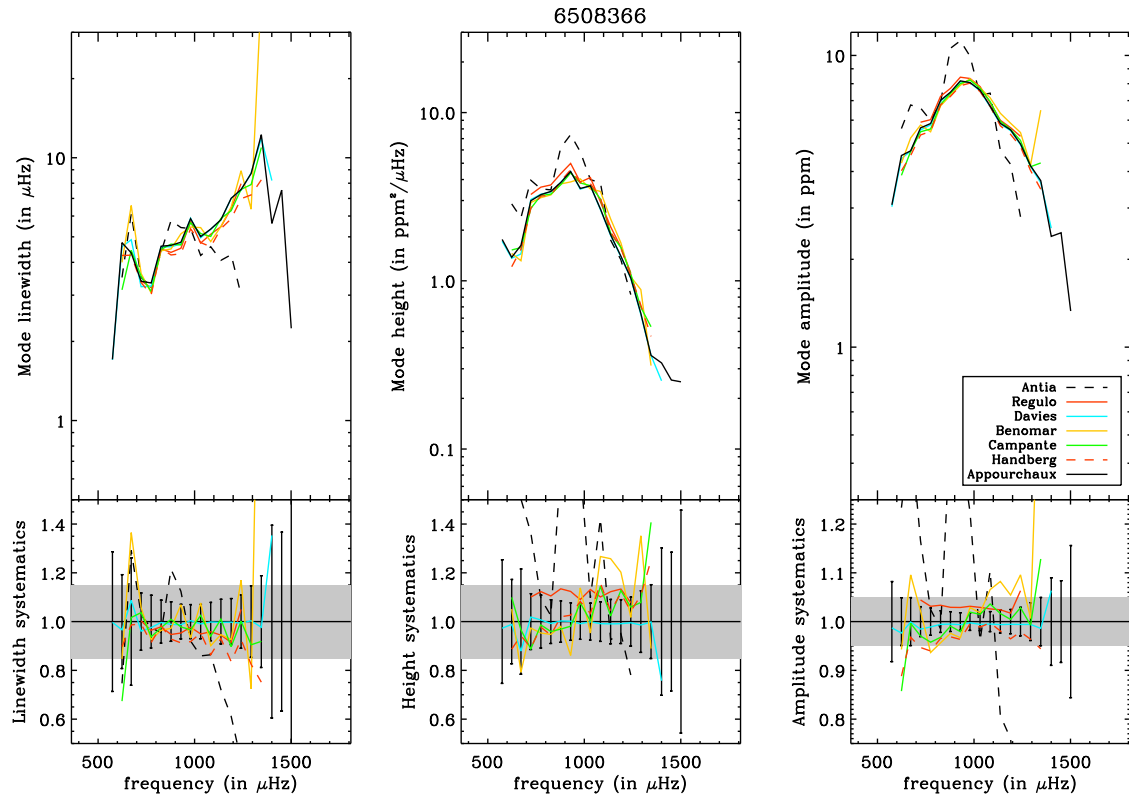 6508366
Mode linewidth (in μHz)
10
1
Mode height (in ppm²/μHz)
10.0
1.0
0.1
Mode amplitude (in ppm)
10
1
Antia
Regulo
Davies
Benomar
Campante
Handberg
Appourchaux
Linewidth systematics
1.4
1.2
1.0
0.8
0.6
500 1000 1500
frequency (in μHz)
Height systematics
1.4
1.2
1.0
0.8
0.6
500 1000 1500
frequency (in μHz)
Amplitude systematics
1.2
1.1
1.0
0.9
0.8
500 1000 1500
frequency (in μHz)